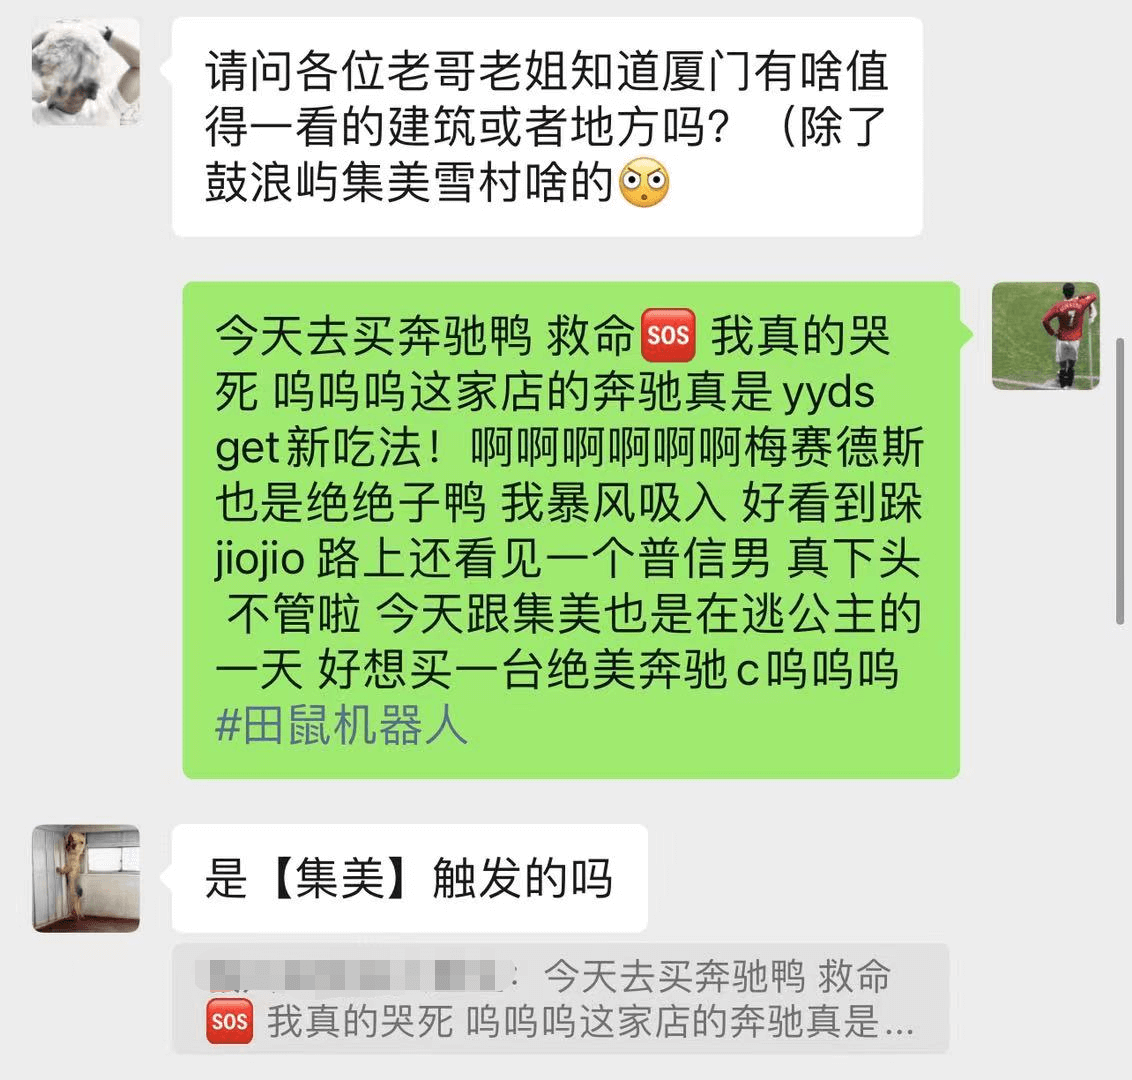 请问各位老哥老姐知道厦门有啥值
得一看的建筑或者地方吗？（除了
鼓浪屿集美雪村啥的
今天去买奔驰鸭 救命🆘 我真的哭
死 呜呜呜这家店的奔驰真是yyds
get新吃法！啊啊啊啊啊啊梅赛德斯
也是绝绝子鸭 我暴风吸入 好看到跺
jiojio 路上还看见一个普信男 真下头
不管啦 今天跟集美也是在逃公主的
一天 好想买一台绝美奔驰c呜呜呜
#田鼠机器人
是【集美】触发的吗
：今天去买奔驰鸭 救命
🆘 我真的哭死 呜呜呜这家店的奔驰真是...